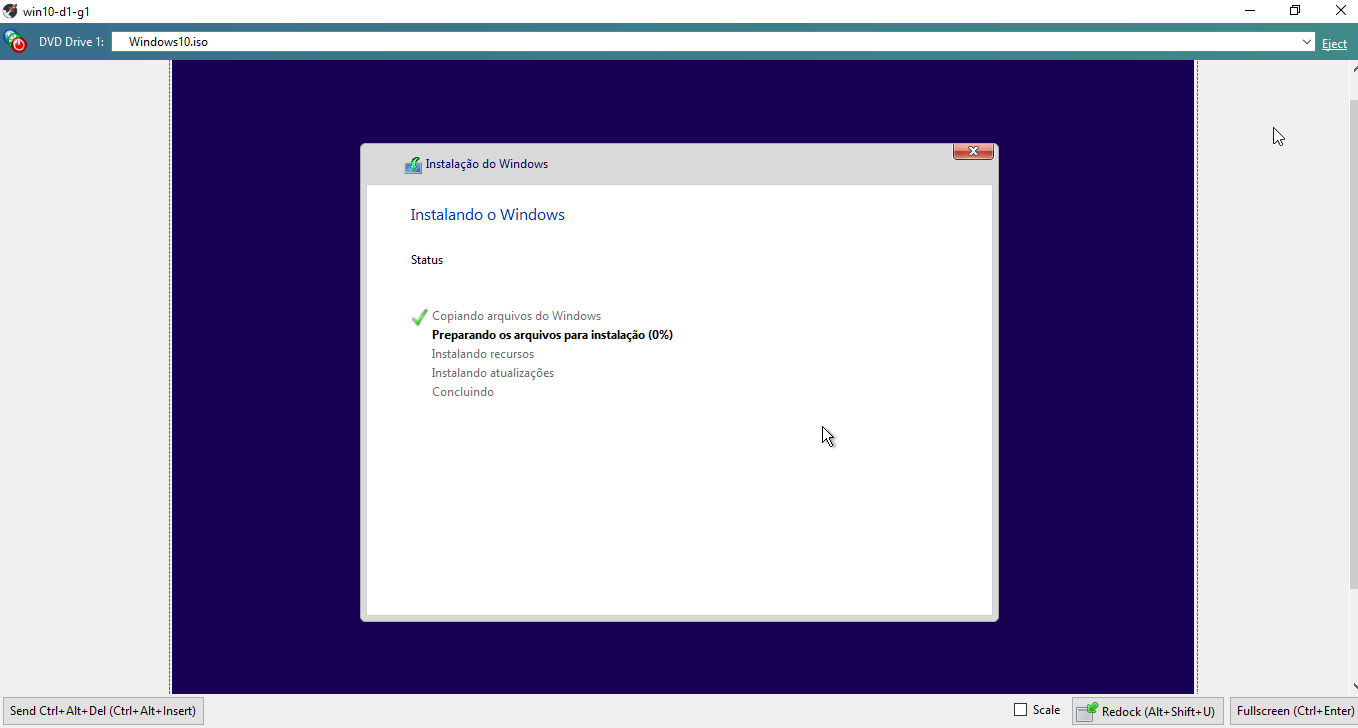 win10-d1-g1
DVD Drive 1: Windows10.iso Eject
Instalação do Windows
Instalando o Windows
Status
Copiando arquivos do Windows
Preparando os arquivos para instalação (0%)
Instalando recursos
Instalando atualizações
Concluindo
Send Ctrl+Alt+Del (Ctrl+Alt+Insert) Scale Redock (Alt+Shift+U) Fullscreen (Ctrl+Enter)